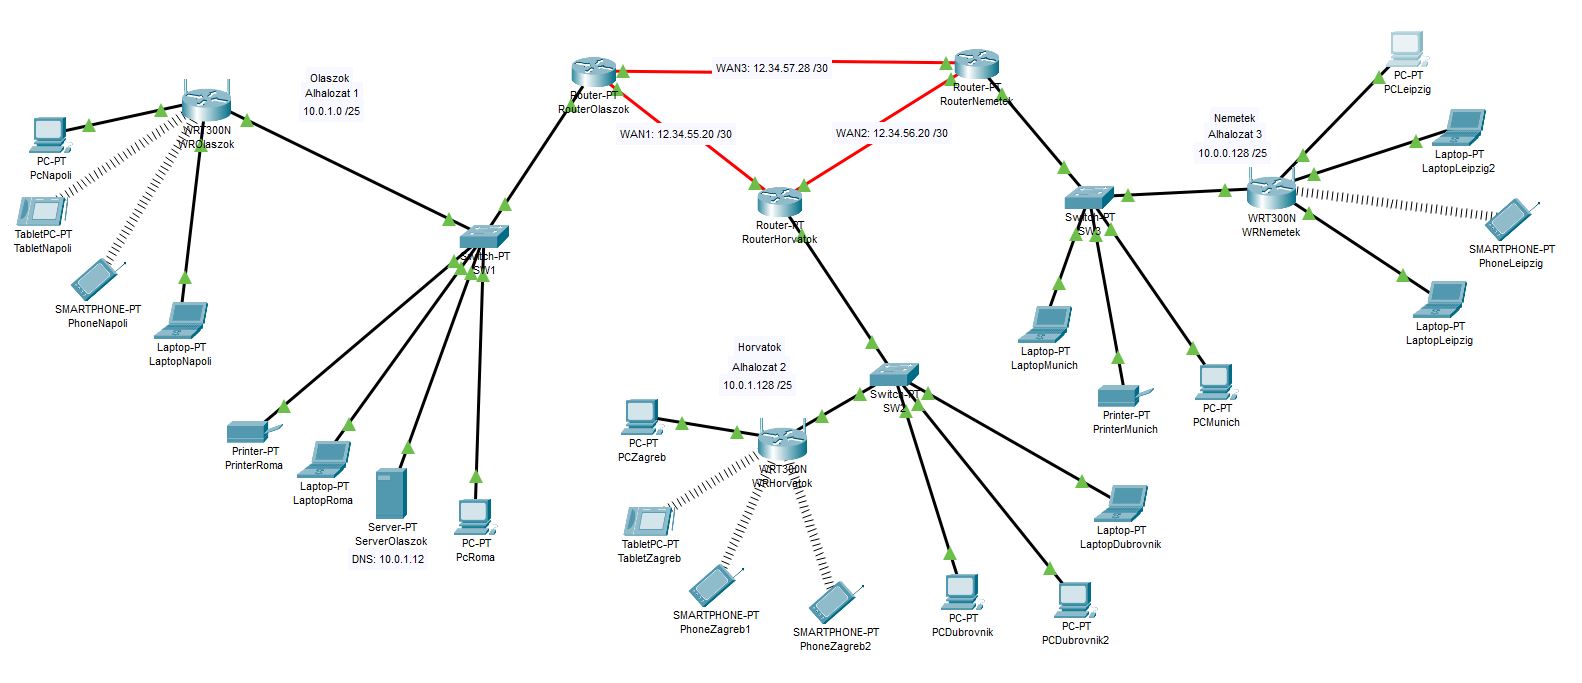 Olaszok
Alhalozat 1
10.0.1.0 /25
WRT300N
WROlaszok
PC-PT
PcNapoli
TabletPC-PT
TabletNapoli
SMARTPHONE-PT
PhoneNapoli
Laptop-PT
LaptopNapoli
Router-PT
RouterOlaszok
WAN3: 12.34.57.28 /30
Router-PT
RouterNemetek
WAN1: 12.34.55.20 /30
WAN2: 12.34.56.20 /30
Router-PT
RouterHorvatok
Switch-PT
SW1
Printer-PT
PrinterRoma
Laptop-PT
LaptopRoma
Server-PT
ServerOlaszok
DNS: 10.0.1.12
PC-PT
PcRoma
Horvatok
Alhalozat 2
10.0.1.128 /25
Switch-PT
SW2
PC-PT
PCZagreb
WRT300N
WRHorvatok
TabletPC-PT
TabletZagreb
SMARTPHONE-PT
PhoneZagreb1
SMARTPHONE-PT
PhoneZagreb2
Laptop-PT
LaptopDubrovnik
PC-PT
PCDubrovnik
PC-PT
PCDubrovnik2
Nemetek
Alhalozat 3
10.0.0.128 /25
PC-PT
PCLeipzig
Laptop-PT
LaptopLeipzig2
Switch-PT
SW3
WRT300N
WRNemetek
SMARTPHONE-PT
PhoneLeipzig
Laptop-PT
LaptopLeipzig
Laptop-PT
LaptopMunich
Printer-PT
PrinterMunich
PC-PT
PCMunich